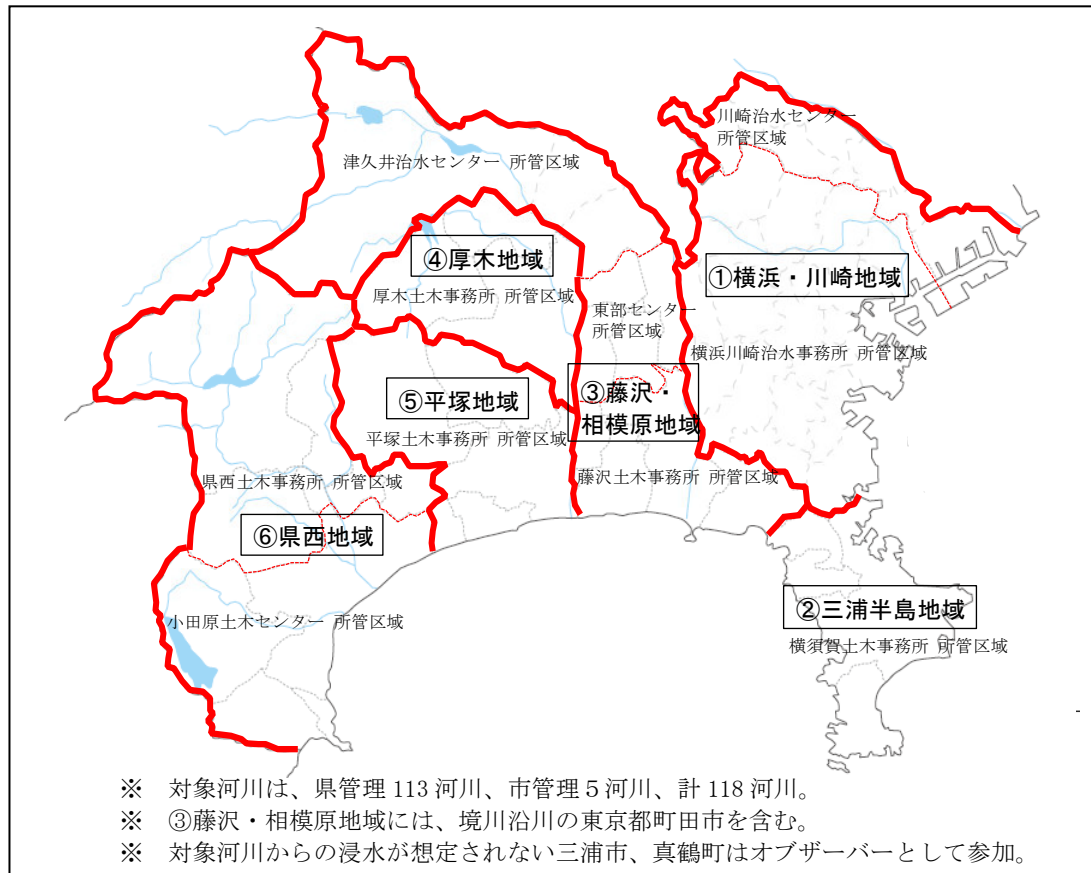 川崎治水センター
所管区域
津久井治水センター 所管区域
④厚木地域
厚木土木事務所 所管区域
①横浜・川崎地域
東部センター
所管区域
横浜川崎治水事務所 所管区域
③藤沢・
相模原地域
⑤平塚地域
平塚土木事務所 所管区域
県西土木事務所 所管区域
藤沢土木事務所 所管区域
⑥県西地域
②三浦半島地域
小田原土木センター 所管区域
横須賀土木事務所 所管区域
※ 対象河川は、県管理 113 河川、市管理５河川、計 118 河川。
※ ③藤沢・相模原地域には、境川沿川の東京都町田市を含む。
※ 対象河川からの浸水が想定されない三浦市、真鶴町はオブザーバーとして参加。